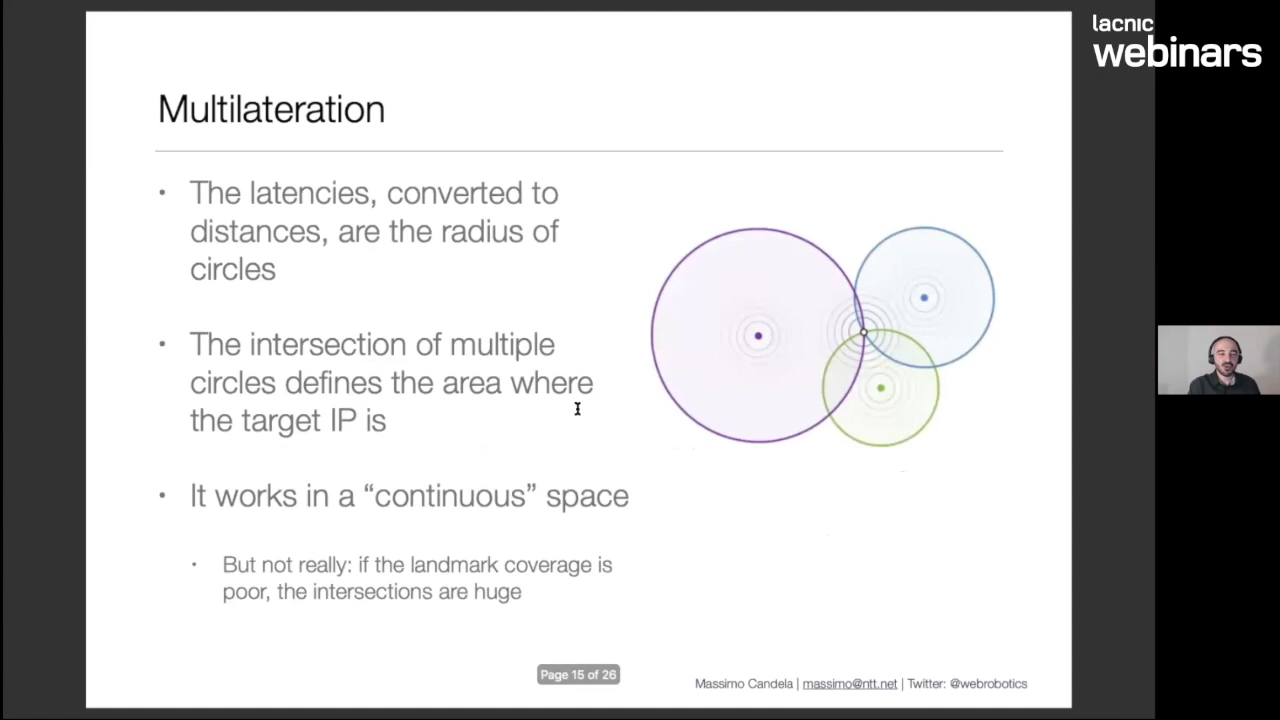 lacnic
webinars
Multilateration
• The latencies, converted to
distances, are the radius of
circles
• The intersection of multiple
circles defines the area where
the target IP is
• It works in a “continuous” space
• But not really: if the landmark coverage is
poor, the intersections are huge
Page 15 of 26
Massimo Candela | massimo@ntt.net | Twitter: @webrobotics